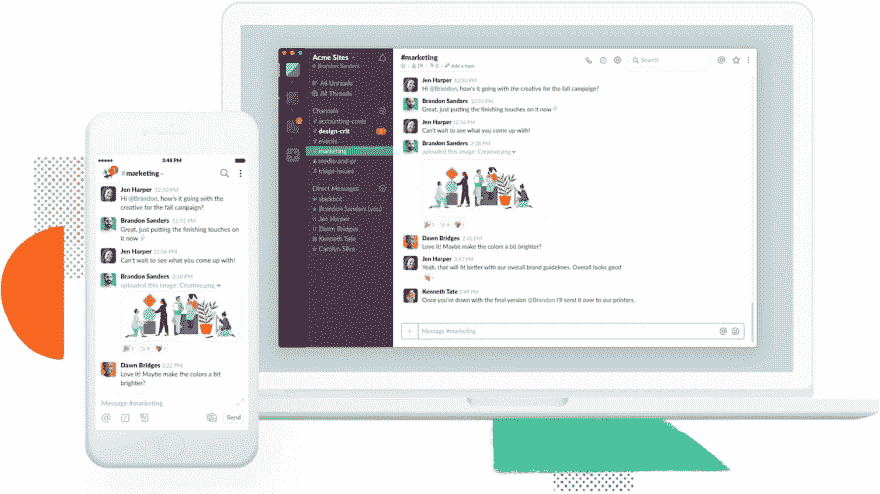 3:48 PM
#marketing
Jen Harper 12:50 PM
Hi @Brandon, how's it going with the
creative for the fall campaign?
Brandon Sanders 12:55 PM
Great, just putting the finishing touches on
it now
Jen Harper 12:56 PM
Can't wait to see what you come up with!
Brandon Sanders 2:18 PM
uploaded this image: Creative.png
Dawn Bridges 2:22 PM
Love it! Maybe make the colors a bit
brighter?
Message #marketing
Send
Acme Sites
Brandon Sanders
All Unreads
All Threads
Channels
# accounting-costs
# design-crit
# events
# marketing
# media-and-pr
# triage-issues
Direct Messages
slackbot
Brandon Sanders (you)
Jen Harper
Dawn Bridges
Kenneth Tate
Carolyn Silva
#marketing
Add a topic
Search
Jen Harper 12:50 PM
Hi @Brandon, how's it going with the creative for the fall campaign?
Brandon Sanders 12:55 PM
Great, just putting the finishing touches on it now
Jen Harper 12:56 PM
Can't wait to see what you come up with!
Brandon Sanders 2:18 PM
uploaded this image: Creative.png
Dawn Bridges
Love it! Maybe make the colors a bit brighter?
Jen Harper 2:47 PM
Yeah, that will fit better with our overall brand guidelines. Overall looks good
Kenneth Tate
Once you're down with the final version @Brandon I'll send it over to our printers.
Message #marketing